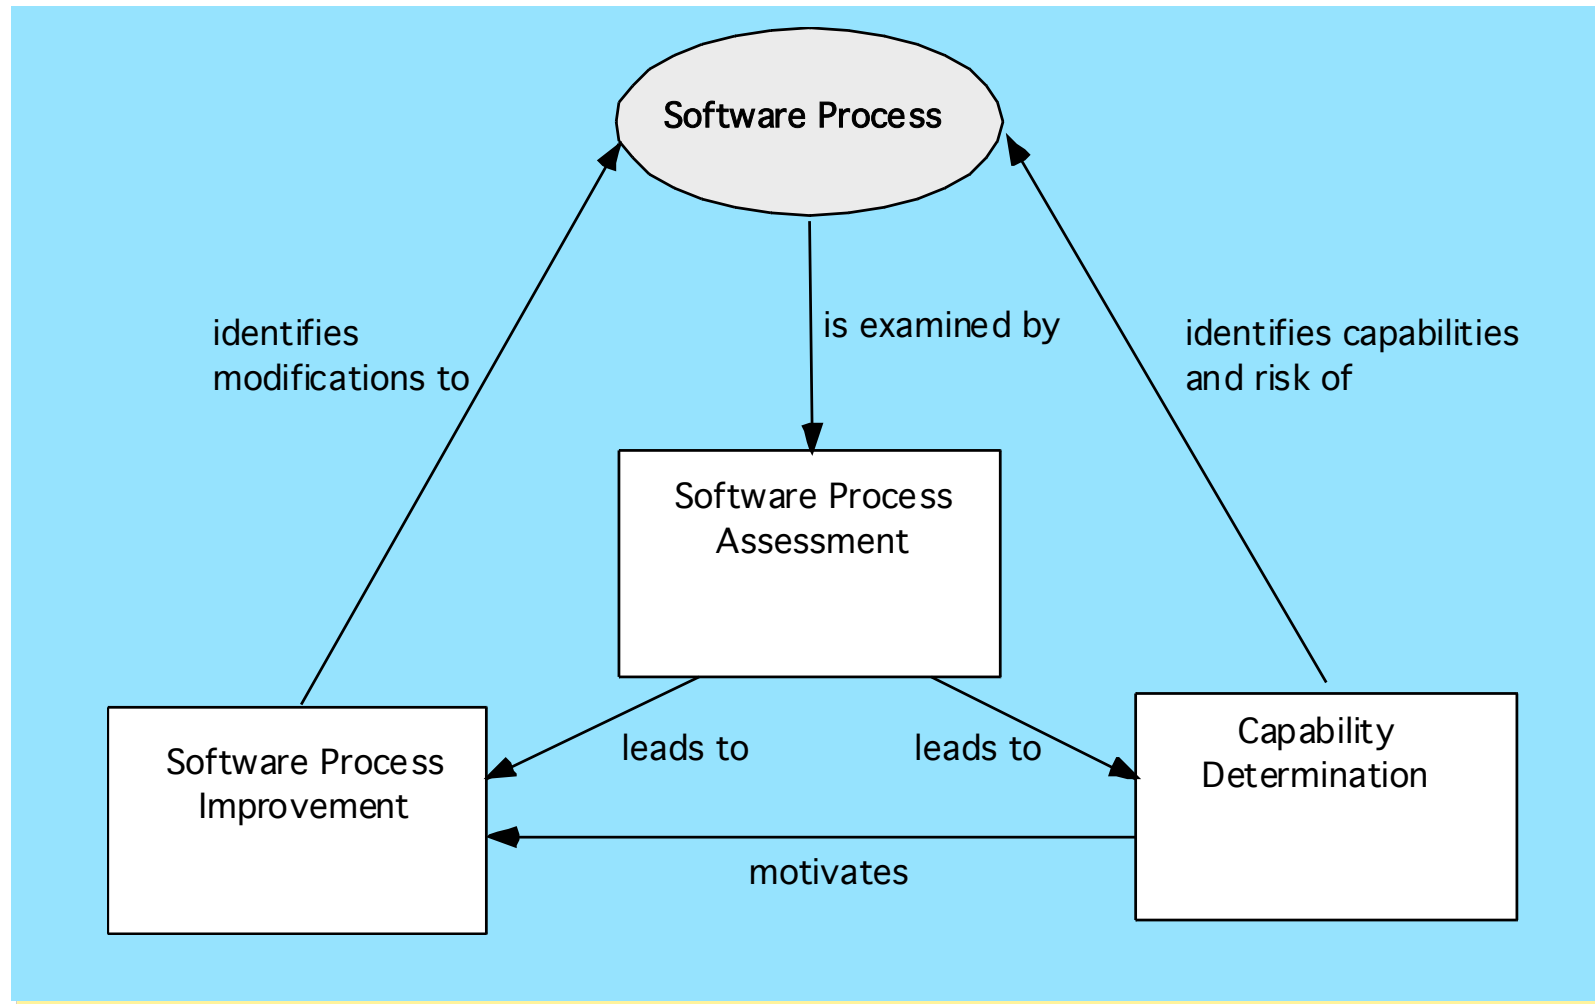 Software Process
identifies
modifications to
is examined by
identifies capabilities
and risk of
Software Process
Assessment
leads to
leads to
Software Process
Improvement
Capability
Determination
motivates